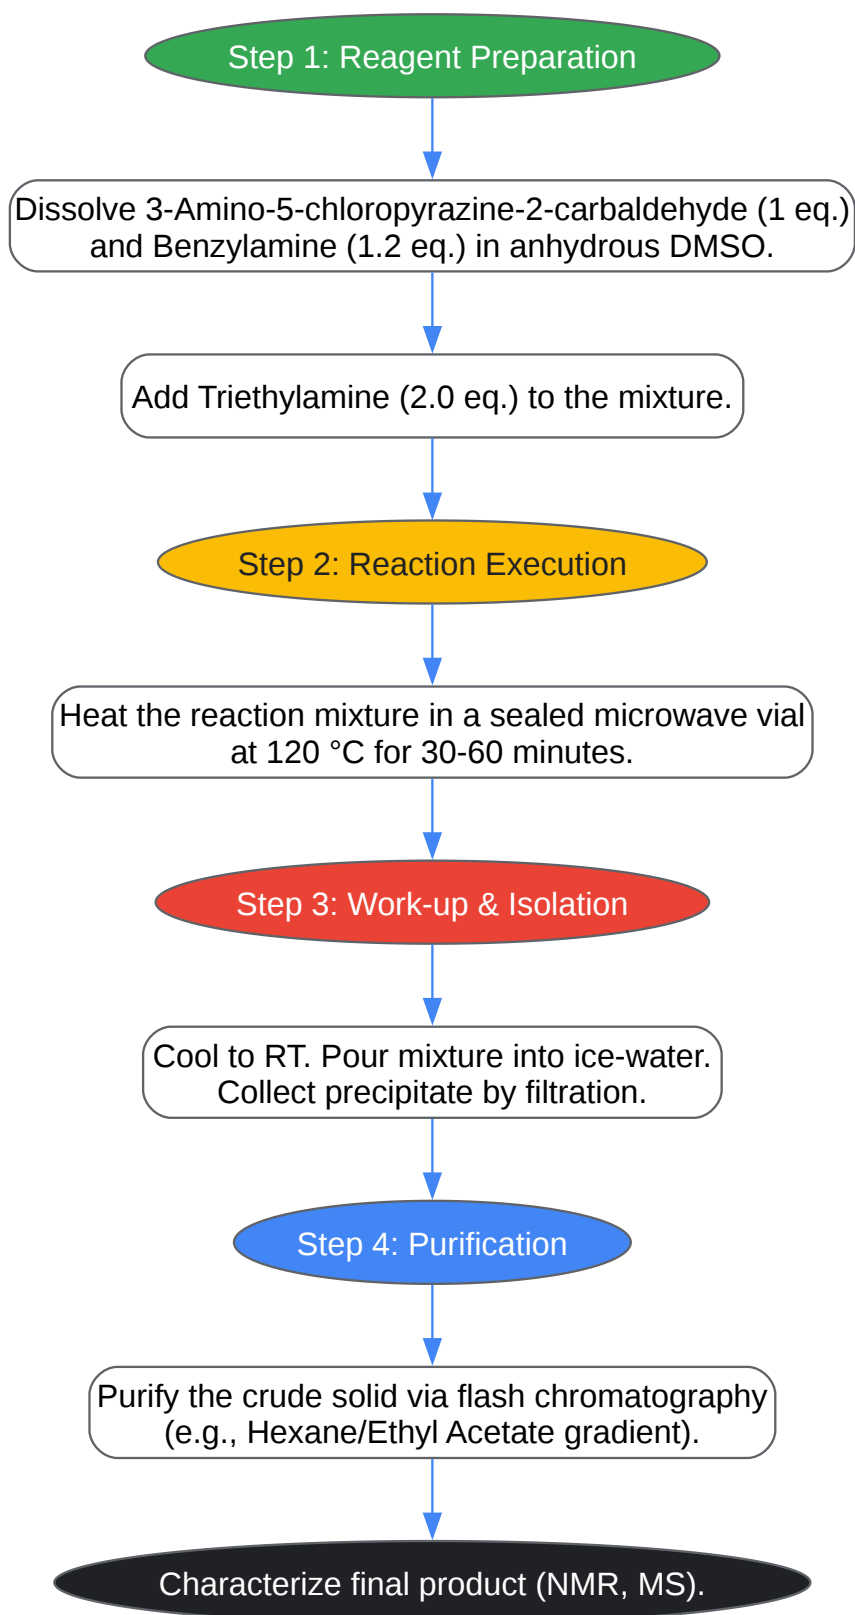 Step 1: Reagent Preparation
Dissolve 3-Amino-5-chloropyrazine-2-carbaldehyde (1 eq.)
and Benzylamine (1.2 eq.) in anhydrous DMSO.
Add Triethylamine (2.0 eq.) to the mixture.
Step 2: Reaction Execution
Heat the reaction mixture in a sealed microwave vial
at 120 °C for 30-60 minutes.
Step 3: Work-up & Isolation
Cool to RT. Pour mixture into ice-water.
Collect precipitate by filtration.
Step 4: Purification
Purify the crude solid via flash chromatography
(e.g., Hexane/Ethyl Acetate gradient).
Characterize final product (NMR, MS).